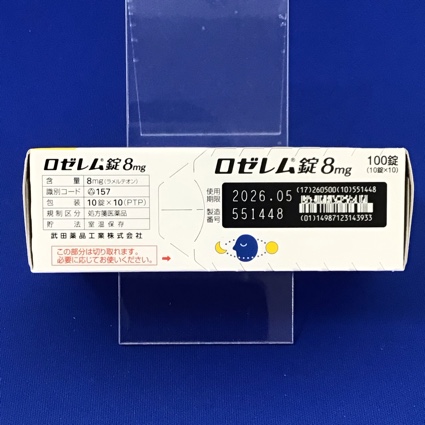 ロゼレム®錠8mg
含　量 8mg(ラメルテオン)
識別コード 157
包　装 10錠×10(PTP)
規制区分 処方箋医薬品
貯　法 室温保存
武田薬品工業株式会社
この部分は切り取れます。
必要に応じてお使いください。 →
ロゼレム®錠8mg 100錠
(10錠×10)
使用期限 2026.05
製造番号 551448
(17)260500(10)551448
(01)14987123143933